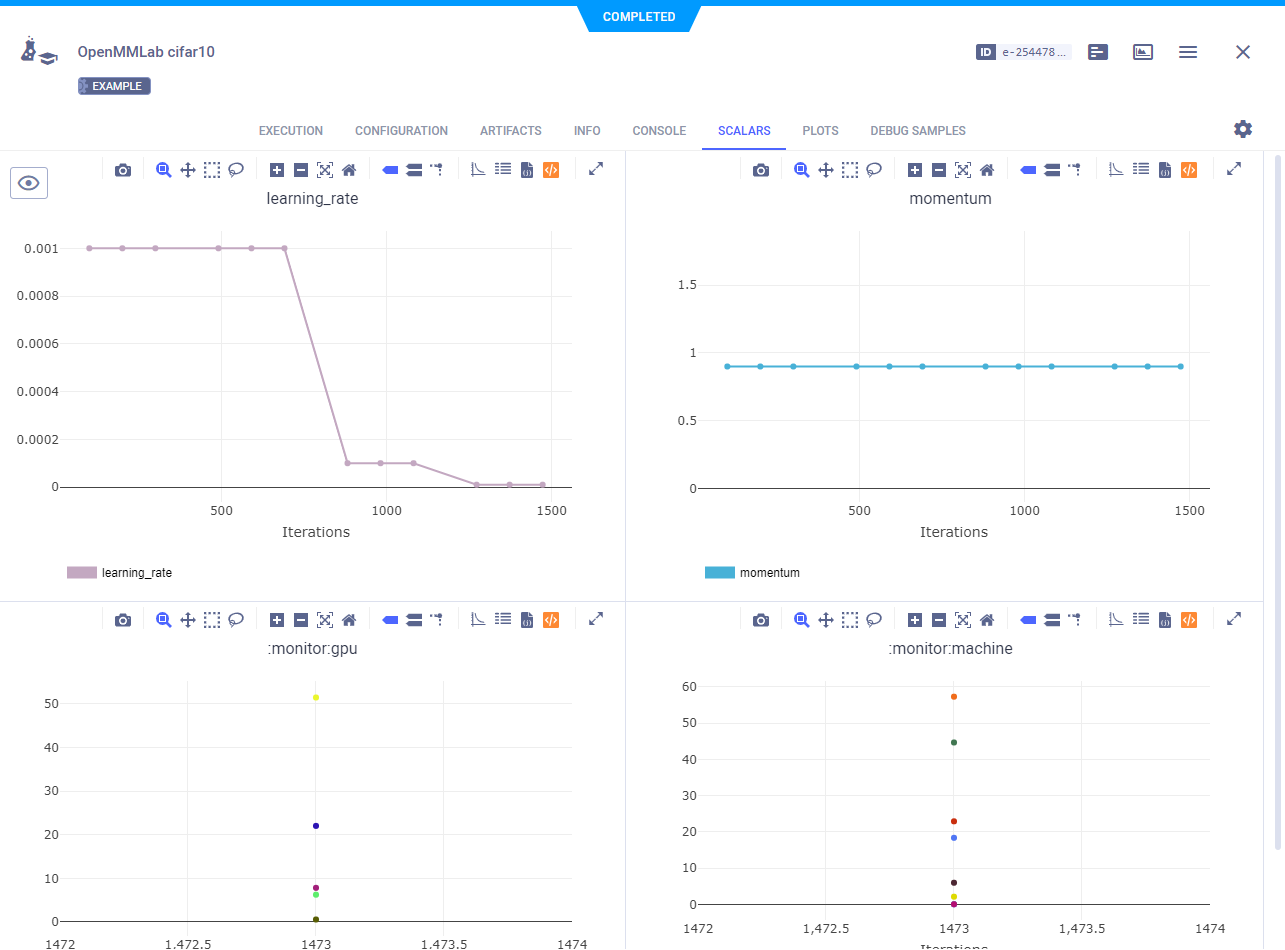 COMPLETED
OpenMMLab cifar10
ID e-254478 ...
EXAMPLE
EXECUTION CONFIGURATION ARTIFACTS INFO CONSOLE SCALARS PLOTS DEBUG SAMPLES
learning_rate
0.001
0.0008
0.0006
0.0004
0.0002
0
500 1000 1500
Iterations
learning_rate
momentum
1.5
1
0.5
0
500 1000 1500
Iterations
momentum
:monitor:gpu
50
40
30
20
10
0
1472 1,472.5 1473 1,473.5 1474
:monitor:machine
60
50
40
30
20
10
0
1472 1,472.5 1473 1,473.5 1474
Iterations